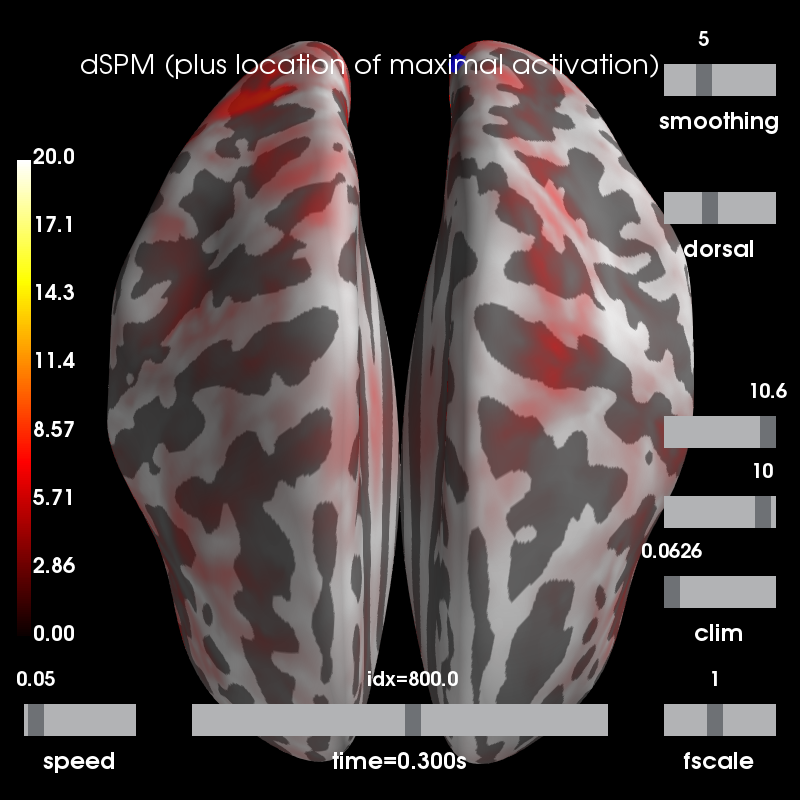 5
dSPM (plus location of maximal activation)
smoothing
20.0
17.1
14.3
11.4
8.57
5.71
2.86
0.00
dorsal
10.6
10
0.0626
clim
0.05
speed
idx=800.0
time=0.300s
1
fscale